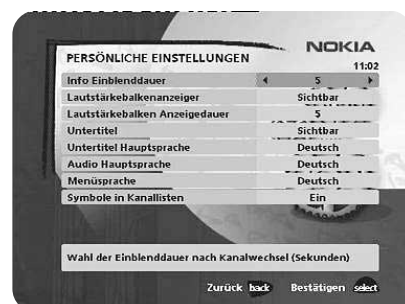 NOKIA
PERSÖNLICHE EINSTELLUNGEN
11:02
Info Einblenddauer 5
Lautstärkebalkenanzeiger Sichtbar
Lautstärkebalken Anzeigedauer 5
Untertitel Sichtbar
Untertitel Hauptsprache Deutsch
Audio Hauptsprache Deutsch
Menüsprache Deutsch
Symbole in Kanallisten Ein
Wahl der Einblenddauer nach Kanalwechsel (Sekunden)
Zurück back Bestätigen select